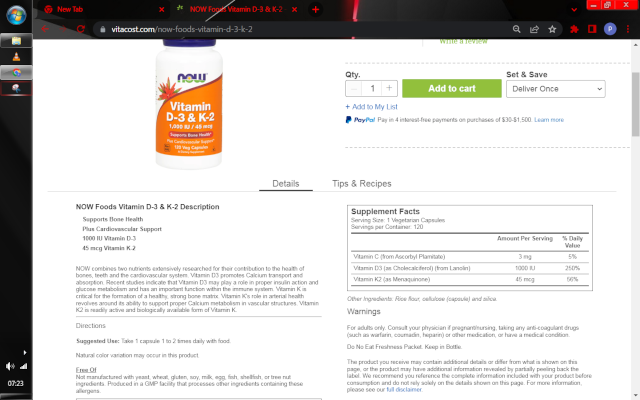 New Tab
NOW Foods Vitamin D-3 & K-2
vitacost.com/now-foods-vitamin-d-3-k-2
P
Write a review
NOW
Vitamin
D-3 & K-2
1,000 IU / 45 mcg
Supports Bone Health
Plus Cardiovascular Support
120 Veg Capsules
Qty.
Set & Save
1
Add to cart
Deliver Once
+ Add to My List
PayPal Pay in 4 interest-free payments on purchases of $30-$1,500. Learn more
Details
Tips & Recipes
NOW Foods Vitamin D-3 & K-2 Description
Supports Bone Health
Plus Cardiovascular Support
1000 IU Vitamin D-3
45 mcg Vitamin K-2
NOW combines two nutrients extensively researched for their contribution to the health of
bones, teeth and the cardiovascular system. Vitamin D3 promotes Calcium transport and
absorption. Recent studies indicate that Vitamin D3 may play a role in proper insulin action and
glucose metabolism and has an important function within the immune system. Vitamin K is
critical for the formation of a healthy, strong bone matrix. Vitamin K's role in arterial health
revolves around its ability to support proper Calcium metabolism in vascular structures. Vitamin
K2 is readily active and biologically available form of Vitamin K.
Directions
Suggested Use: Take 1 capsule 1 to 2 times daily with food.
Natural color variation may occur in this product.
Free Of
Not manufactured with yeast, wheat, gluten, soy, milk, egg, fish, shellfish, or tree nut
ingredients. Produced in a GMP facility that processes other ingredients containing these
allergens.
Supplement Facts
Serving Size: 1 Vegetarian Capsules
Servings per Container: 120
Amount Per Serving
% Daily
Value
Vitamin C (from Ascorbyl Palmitate) 3 mg 5%
Vitamin D3 (as Cholecalciferol) (from Lanolin) 1000 IU 250%
Vitamin K2 (as Menaquinone) 45 mcg 56%
Other Ingredients: Rice flour, cellulose (capsule) and silica.
Warnings
For adults only. Consult your physician if pregnant/nursing, taking any anti-coagulant drugs
(such as warfarin, coumadin, heparin) or other medication, or have a medical condition.
Do No Eat Freshness Packet. Keep in Bottle.
The product you receive may contain additional details or differ from what is shown on this
page, or the product may have additional information revealed by partially peeling back the
label. We recommend you reference the complete information included with your product before
consumption and do not rely solely on the details shown on this page. For more information,
please see our full disclaimer.
07:23